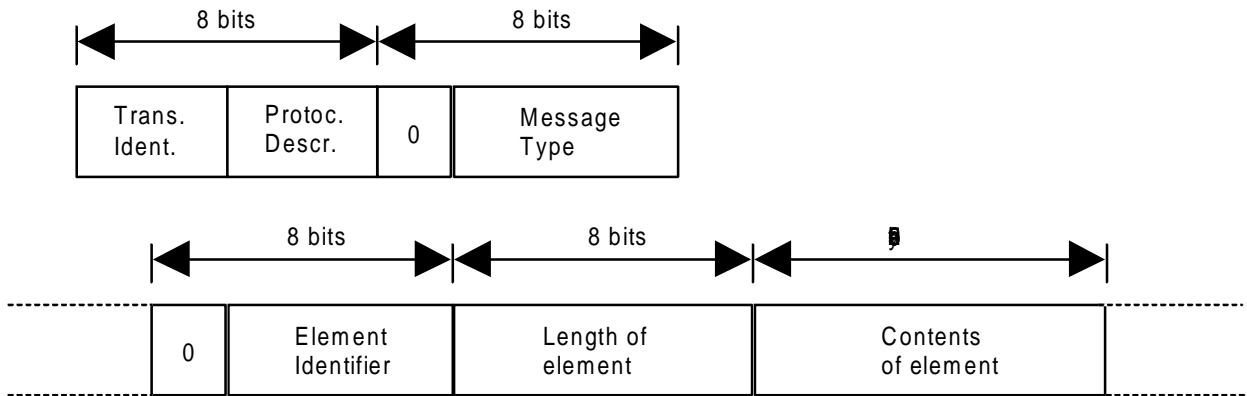 8 bits 8 bits
Trans. Protoc. 0 Message
Ident. Descr. Type
8 bits 8 bits
0 Element Length of Contents
Identifier element of element